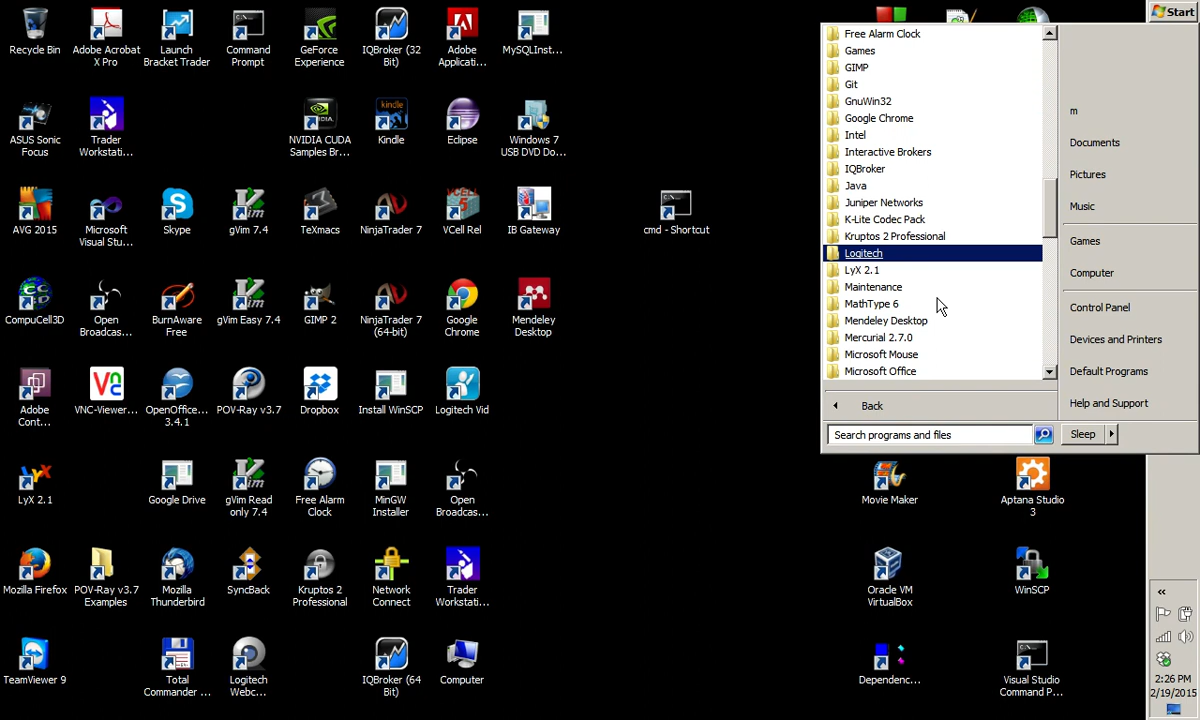 Recycle Bin
Adobe Acrobat
X Pro
Launch
Bracket Trader
Command
Prompt
GeForce
Experience
IQBroker (32
Bit)
Adobe
Applicati...
MySQLInst...
ASUS Sonic
Focus
Trader
Workstati...
NVIDIA CUDA
Samples Br...
Kindle
Eclipse
Windows 7
USB DVD Do...
AVG 2015
Microsoft
Visual Stu...
Skype
gVim 7.4
TeXmacs
NinjaTrader 7
VCell Rel
IB Gateway
cmd - Shortcut
CompuCell3D
Open
Broadcas...
BurnAware
Free
gVim Easy 7.4
GIMP 2
NinjaTrader 7
(64-bit)
Google
Chrome
Mendeley
Desktop
Adobe
Cont...
VNC-Viewer...
OpenOffice...
3.4.1
POV-Ray v3.7
Dropbox
Install WinSCP
Logitech Vid
LyX 2.1
Google Drive
gVim Read
only 7.4
Free Alarm
Clock
MinGW
Installer
Open
Broadcas...
Movie Maker
Aptana Studio
3
Mozilla Firefox
POV-Ray v3.7
Examples
Mozilla
Thunderbird
SyncBack
Kruptos 2
Professional
Network
Connect
Trader
Workstati...
Oracle VM
VirtualBox
WinSCP
TeamViewer 9
Total
Commander ...
Logitech
Webc...
IQBroker (64
Bit)
Computer
Dependenc...
Visual Studio
Command P...
Start
Free Alarm Clock
Games
GIMP
Git
GnuWin32
Google Chrome
Intel
Interactive Brokers
IQBroker
Java
Juniper Networks
K-Lite Codec Pack
Kruptos 2 Professional
Logitech
LyX 2.1
Maintenance
MathType 6
Mendeley Desktop
Mercurial 2.7.0
Microsoft Mouse
Microsoft Office
Back
Search programs and files
m
Documents
Pictures
Music
Games
Computer
Control Panel
Devices and Printers
Default Programs
Help and Support
Sleep
2:26 PM
2/19/2015